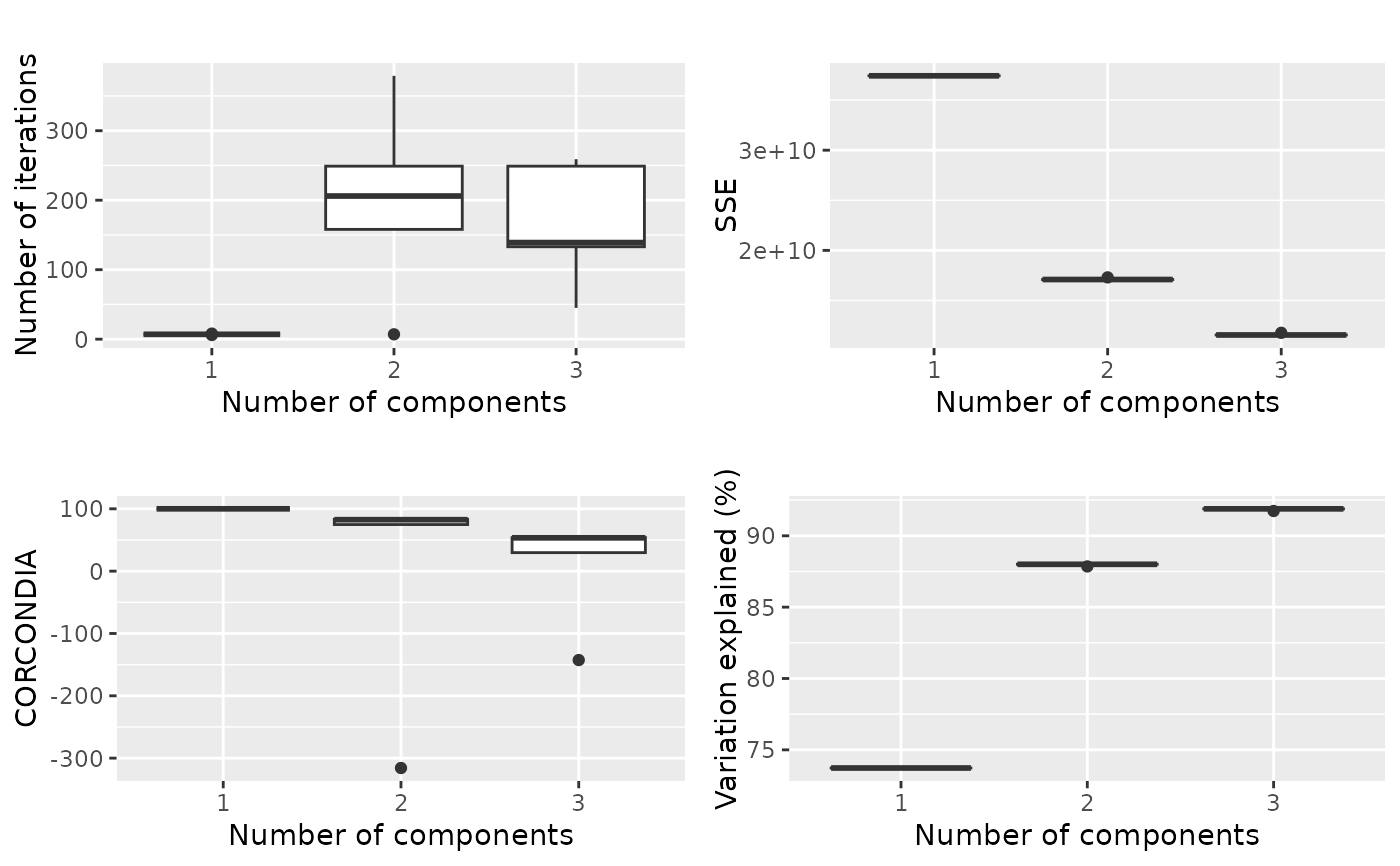 Number of iterations
300
200
100
0
1 2 3
Number of components
SSE
3e+10
2e+10
1 2 3
Number of components
CORCONDIA
100
0
-100
-200
-300
1 2 3
Number of components
Variation explained (%)
90
85
80
75
1 2 3
Number of components